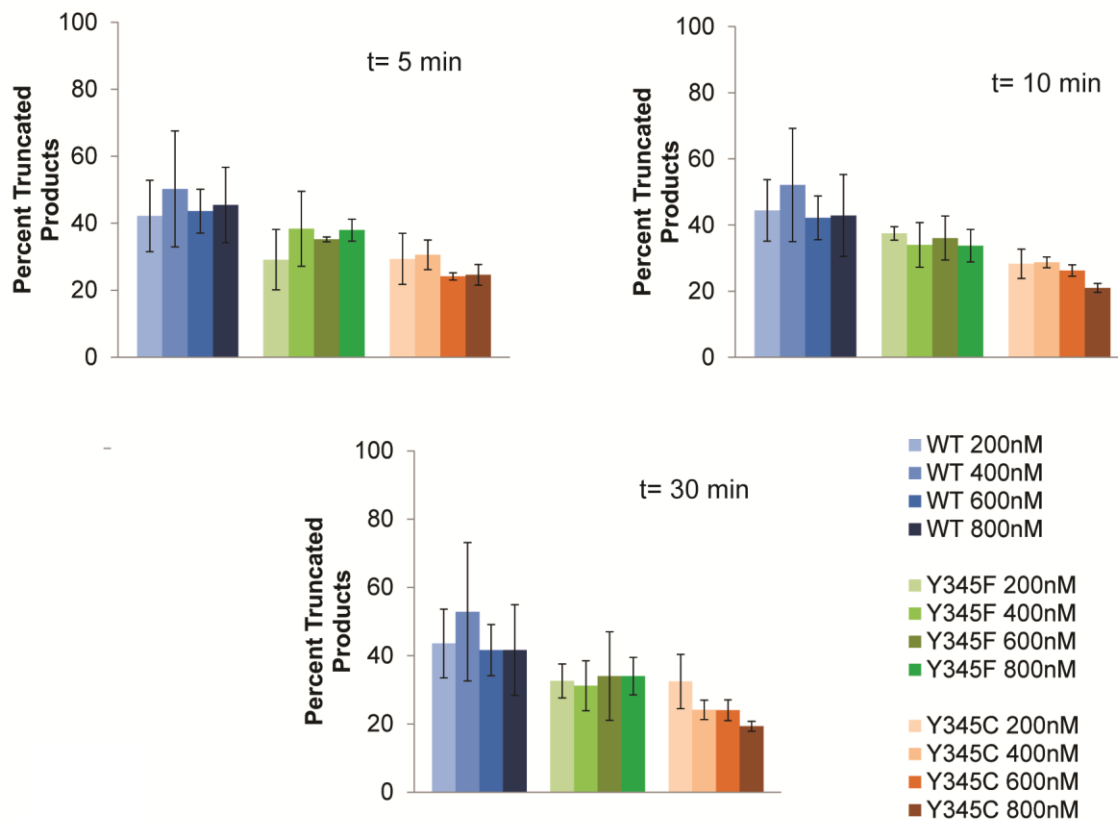 t= 5 min
Percent Truncated
Products
100
80
60
40
20
0
t= 10 min
Percent Truncated
Products
100
80
60
40
20
0
t= 30 min
Percent Truncated
Products
100
80
60
40
20
0
WT 200nM
WT 400nM
WT 600nM
WT 800nM
Y345F 200nM
Y345F 400nM
Y345F 600nM
Y345F 800nM
Y345C 200nM
Y345C 400nM
Y345C 600nM
Y345C 800nM